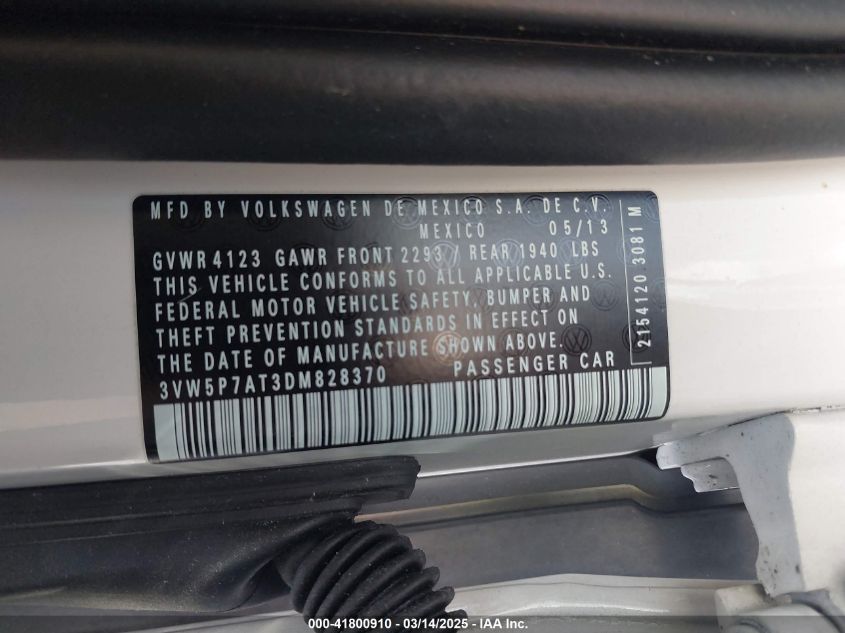 MFD BY VOLKSWAGEN DE MEXICO S.A. DE C.V.
MEXICO 05/13
GVWR 4123 GAWR FRONT 2293 / REAR 1940 LBS
THIS VEHICLE CONFORMS TO ALL APPLICABLE U.S.
FEDERAL MOTOR VEHICLE SAFETY, BUMPER AND
THEFT PREVENTION STANDARDS IN EFFECT ON
THE DATE OF MANUFACTURE SHOWN ABOVE.
3VW5P7AT3DM828370 PASSENGER CAR
2154120.3081 M
000-41800910 - 03/14/2025 - IAA Inc.